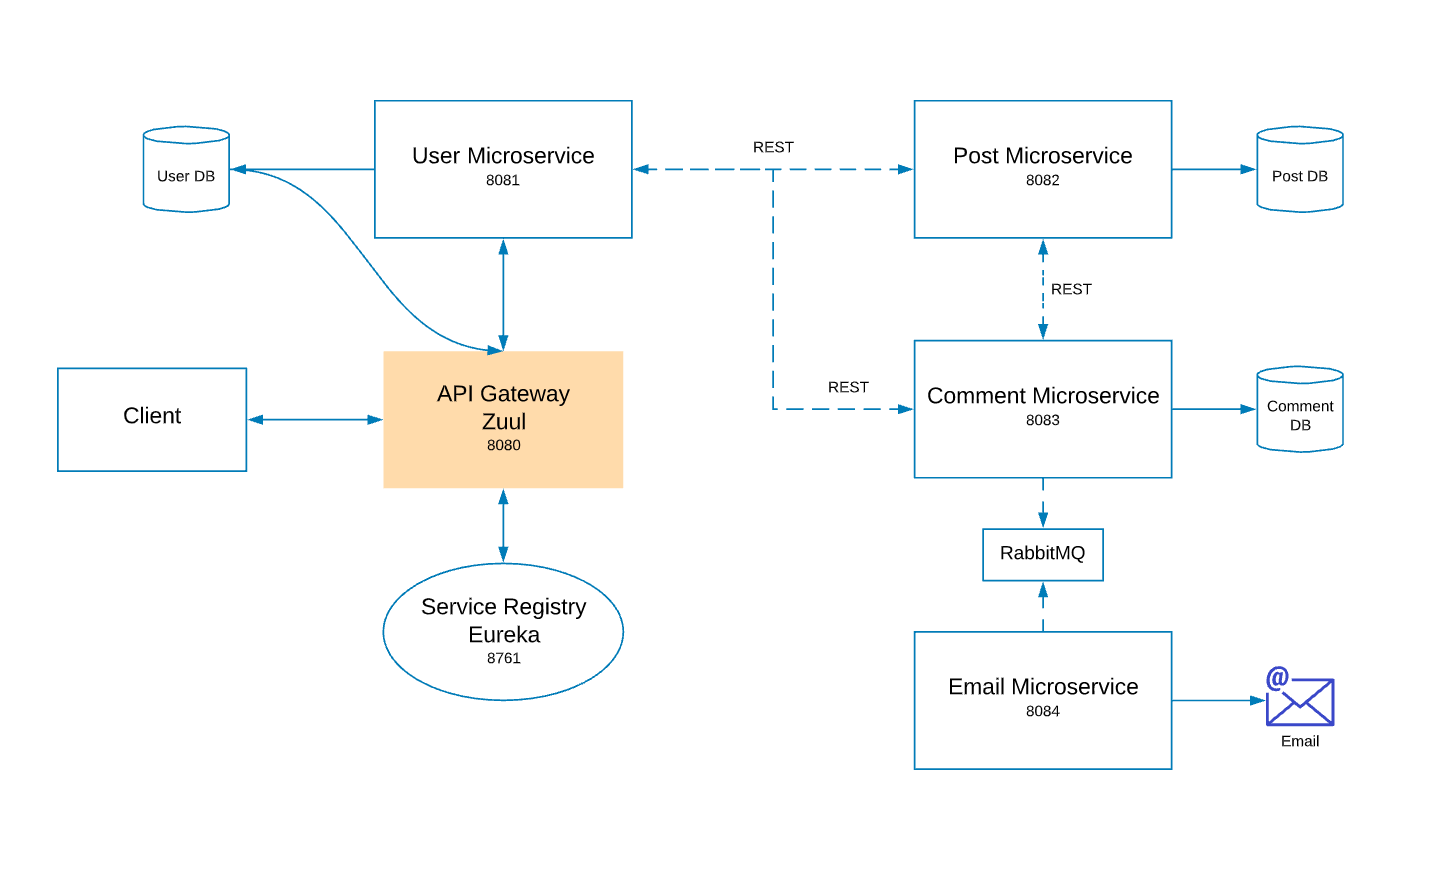 User DB
User Microservice
8081
REST
Post Microservice
8082
Post DB
REST
Client
API Gateway
Zuul
8080
REST
Comment Microservice
8083
Comment
DB
RabbitMQ
Service Registry
Eureka
8761
Email Microservice
8084
@
Email